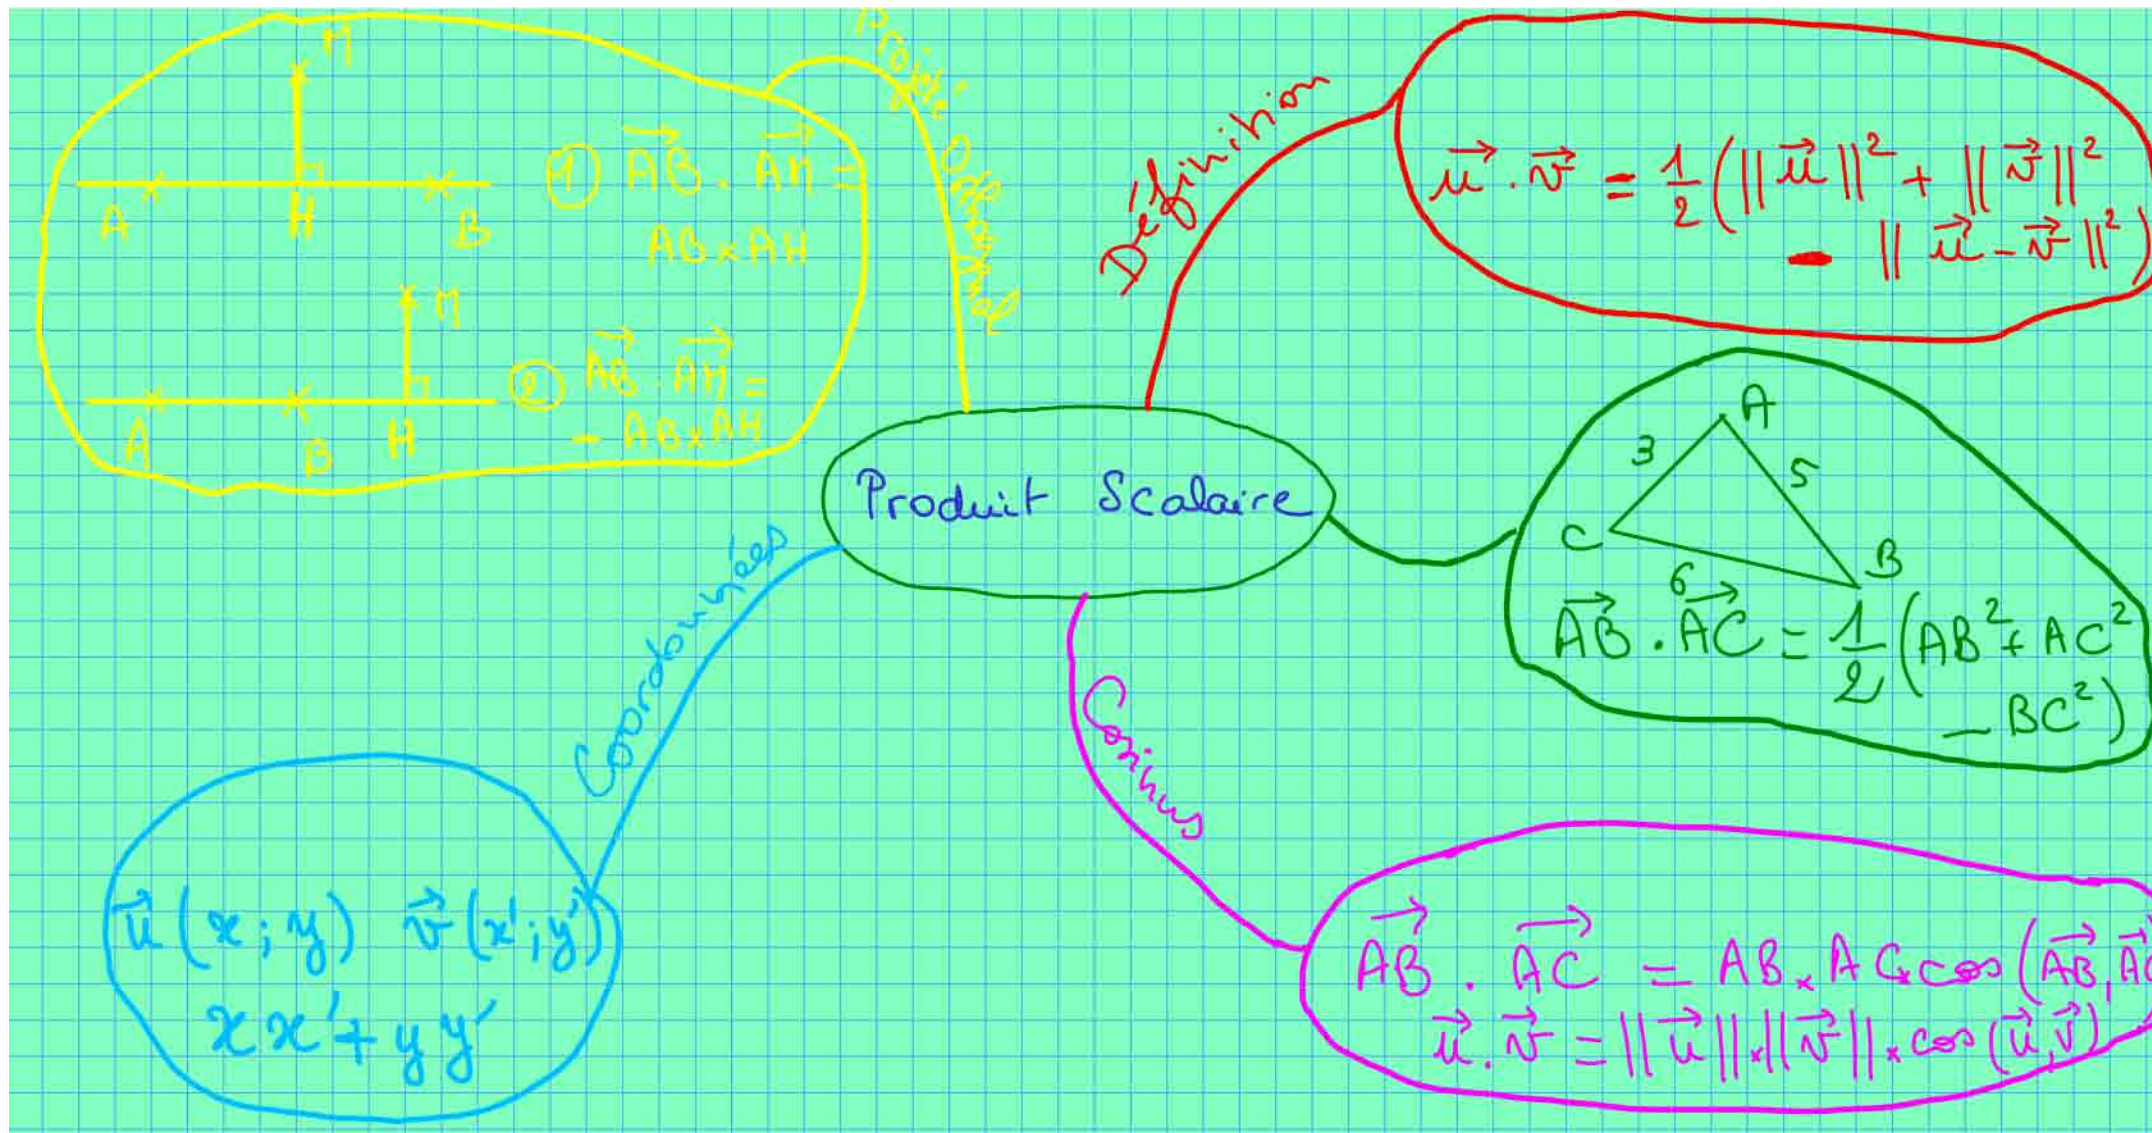 Produit Scalaire
Projeté Orthogonal
M
A H B
① AB . AM =
AB x AH
M
A B H
② AB . AM =
- AB x AH
Définition
u . v = 1/2 (||u||² + ||v||²
- ||u - v||²)
A
3 5
C B
6
AB . AC = 1/2 (AB² + AC²
- BC²)
Cosinus
AB . AC = AB x AC x cos (AB, AC
u . v = ||u|| x ||v|| x cos (u, v)
Coordonnées
u (x ; y) v (x' ; y')
xx' + yy'